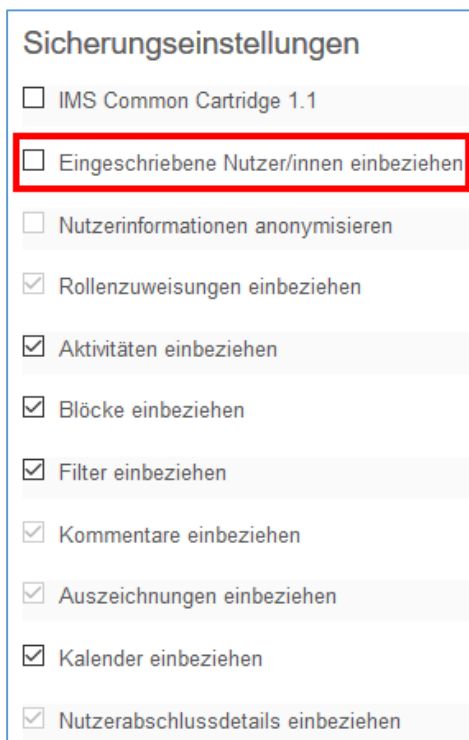 Sicherungseinstellungen
IMS Common Cartridge 1.1
Eingeschriebene Nutzer/innen einbeziehen
Nutzerinformationen anonymisieren
Rollenzuweisungen einbeziehen
Aktivitäten einbeziehen
Blöcke einbeziehen
Filter einbeziehen
Kommentare einbeziehen
Auszeichnungen einbeziehen
Kalender einbeziehen
Nutzerabschlussdetails einbeziehen